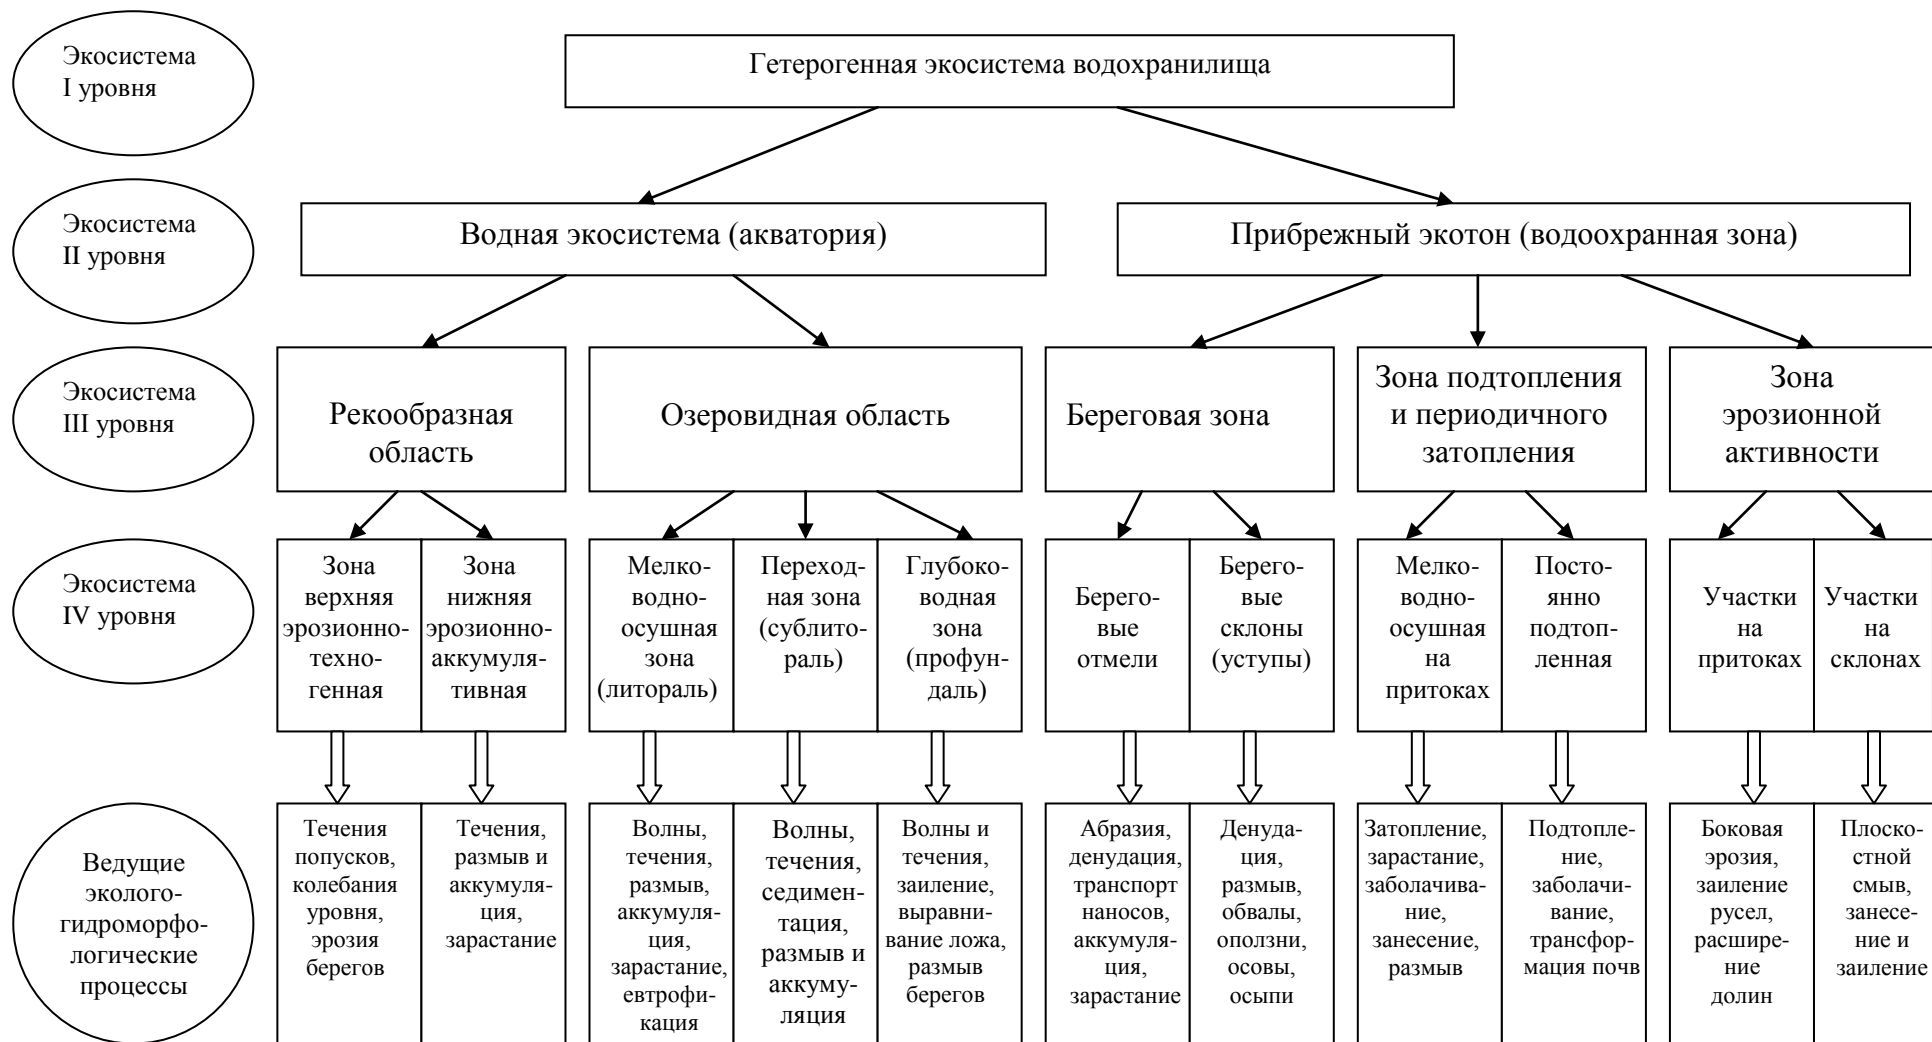 Экосистема
I уровня
Гетерогенная экосистема водохранилища
Экосистема
II уровня
Водная экосистема (акватория)
Прибрежный экотон (водоохранная зона)
Экосистема
III уровня
Рекообразная
область
Озеровидная область
Береговая зона
Зона подтопления
и периодичного
затопления
Зона
эрозионной
активности
Экосистема
IV уровня
Зона
верхняя
эрозионно-
техно-
генная
Зона
нижняя
эрозионно-
аккумуля-
тивная
Мелко-
водно-
осушная
зона
(литораль)
Переход-
ная зона
(сублито-
раль)
Глубоко-
водная
зона
(профун-
даль)
Берего-
вые
отмели
Берего-
вые
склоны
(уступы)
Мелко-
водно-
осушная
на
притоках
Посто-
янно
подтоп-
ленная
Участки
на
притоках
Участки
на
склонах
Ведущие
эколого-
гидроморфо-
логические
процессы
Течения
попусков,
колебания
уровня,
эрозия
берегов
Течения,
размыв и
аккумуля-
ция,
зарастание
Волны,
течения,
размыв,
аккумуля-
ция,
зарастание,
евтрофи-
кация
Волны,
течения,
седимен-
тация,
размыв и
аккуму-
ляция
Волны и
течения,
заиление,
выравни-
вание ложа,
размыв
берегов
Абразия,
денудация,
транспорт
наносов,
аккумуля-
ция,
зарастание
Денуда-
ция,
размыв,
обвалы,
оползни,
осовы,
осыпи
Затопление,
зарастание,
заболачива-
ние,
занесение,
размыв
Подтопле-
ние,
заболачи-
вание,
трансфор-
мация почв
Боковая
эрозия,
заиление
русел,
расшире-
ние
долин
Плоско-
стной
смыв,
занесе-
ние и
заиление